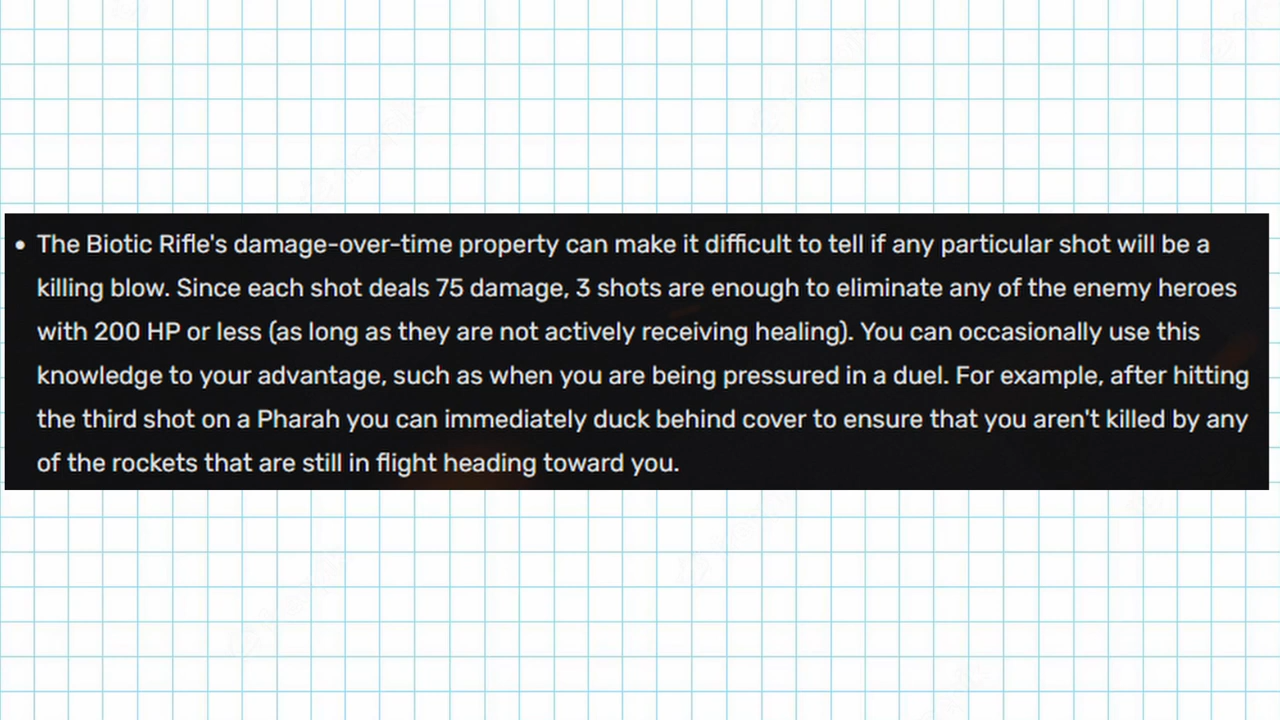 • The Biotic Rifle's damage-over-time property can make it difficult to tell if any particular shot will be a
killing blow. Since each shot deals 75 damage, 3 shots are enough to eliminate any of the enemy heroes
with 200 HP or less (as long as they are not actively receiving healing). You can occasionally use this
knowledge to your advantage, such as when you are being pressured in a duel. For example, after hitting
the third shot on a Pharah you can immediately duck behind cover to ensure that you aren't killed by any
of the rockets that are still in flight heading toward you.